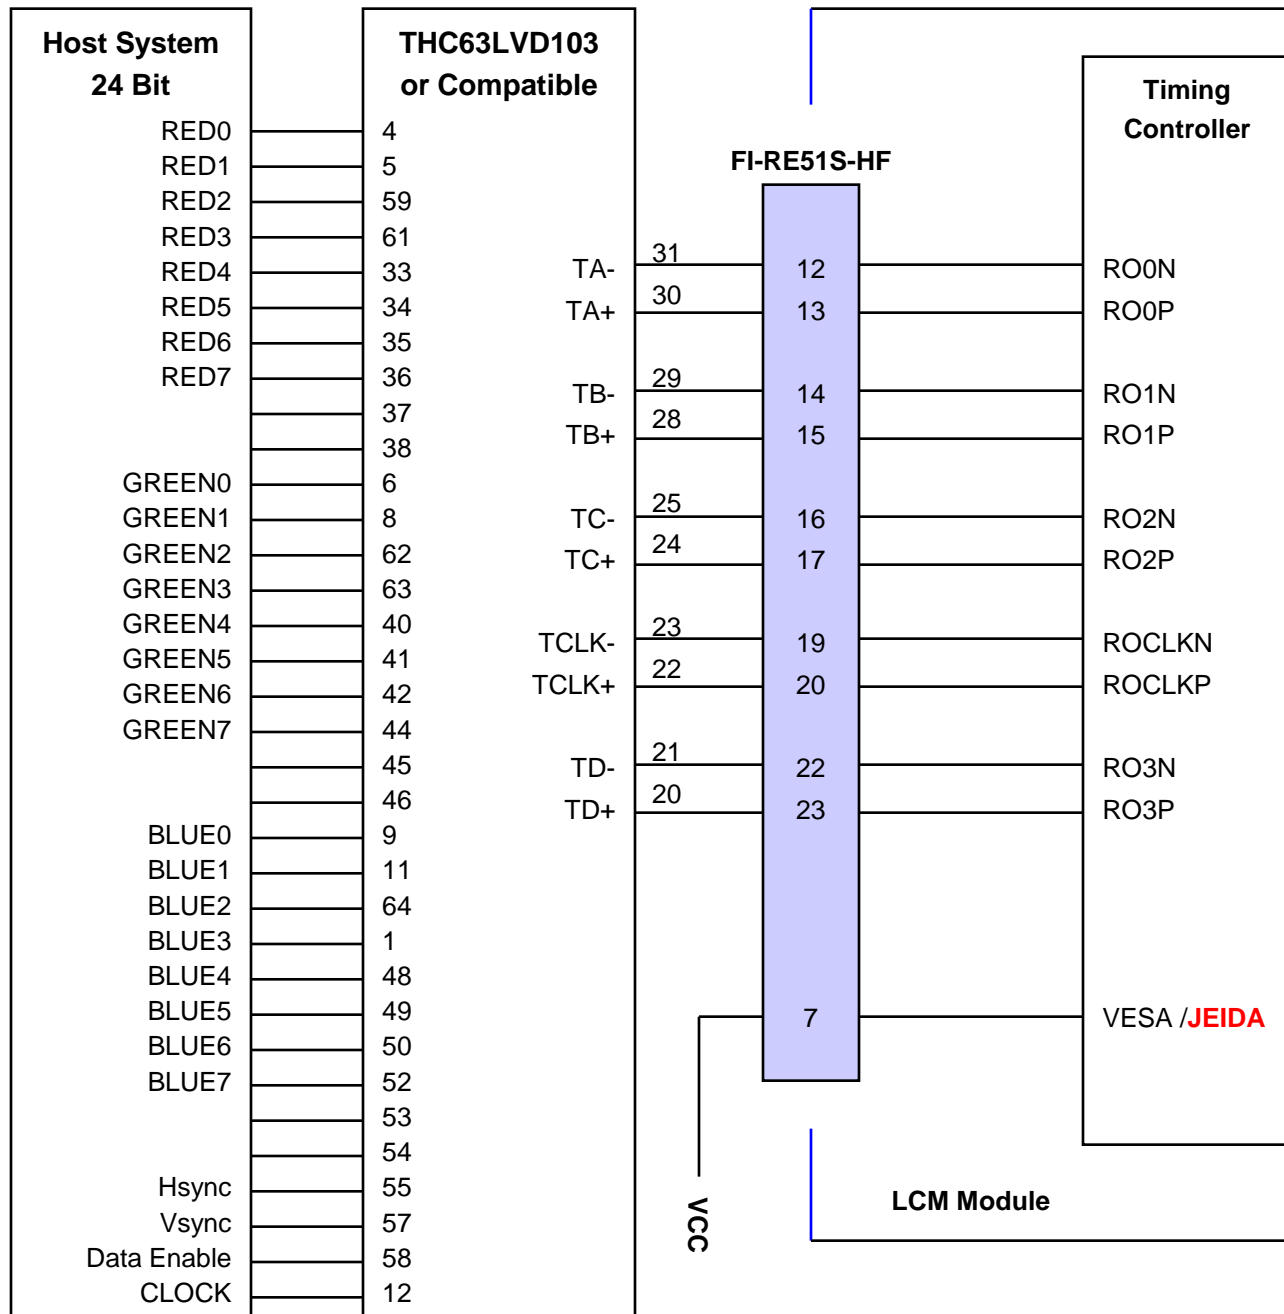 Host System
24 Bit
RED0
RED1
RED2
RED3
RED4
RED5
RED6
RED7
GREEN0
GREEN1
GREEN2
GREEN3
GREEN4
GREEN5
GREEN6
GREEN7
BLUE0
BLUE1
BLUE2
BLUE3
BLUE4
BLUE5
BLUE6
BLUE7
Hsync
Vsync
Data Enable
CLOCK
THC63LVD103
or Compatible
4
5
59
61
33
34
35
36
37
38
6
8
62
63
40
41
42
44
45
46
9
11
64
1
48
49
50
52
53
54
55
57
58
12
TA- 31
TA+ 30
TB- 29
TB+ 28
TC- 25
TC+ 24
TCLK- 23
TCLK+ 22
TD- 21
TD+ 20
FI-RE51S-HF
12
13
14
15
16
17
19
20
22
23
7
VCC
Timing
Controller
RO0N
RO0P
RO1N
RO1P
RO2N
RO2P
ROCLKN
ROCLKP
RO3N
RO3P
VESA /JEIDA
LCM Module